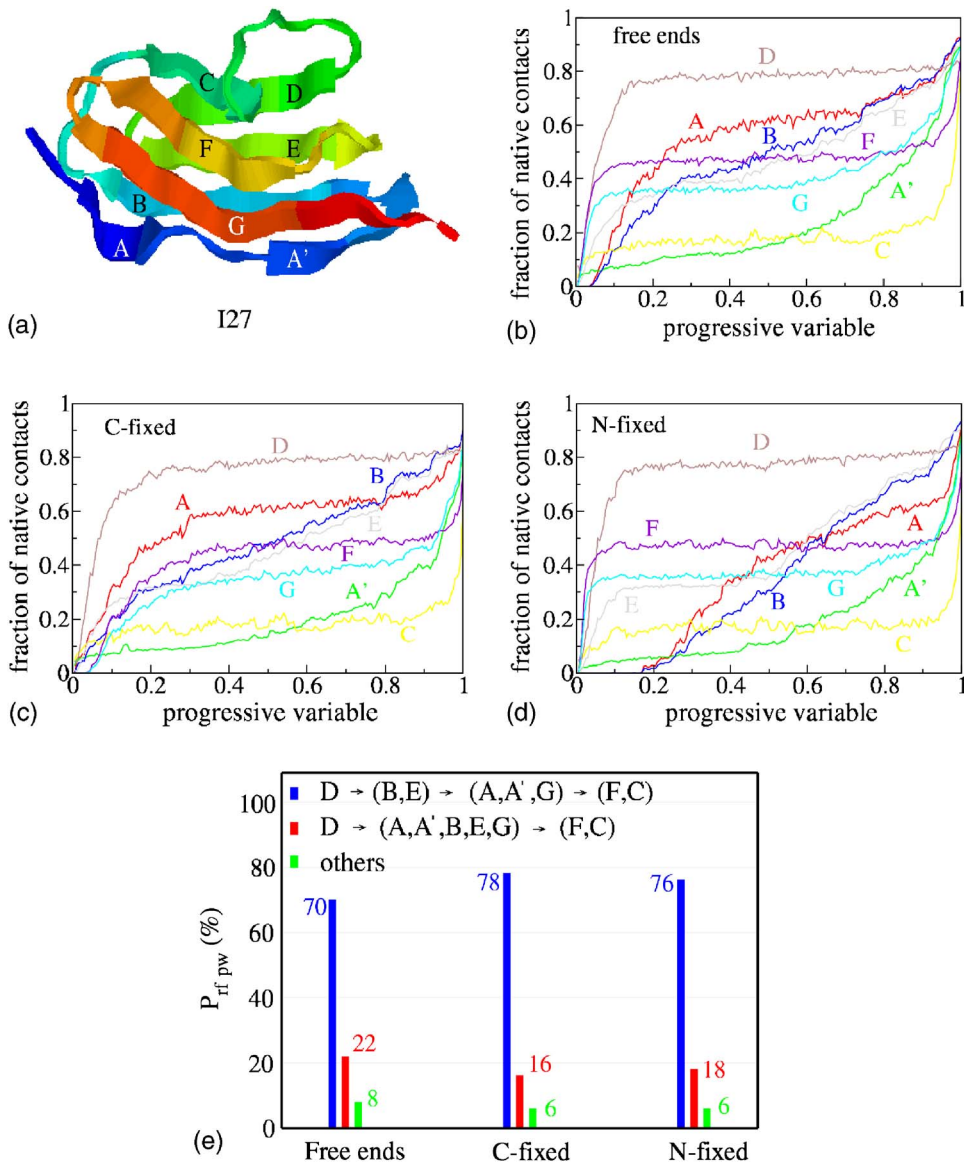 C
D
F
E
B
G
A
A'
(a)
I27
free ends
D
A
B
E
F
G
A'
C
fraction of native contacts
1
0.8
0.6
0.4
0.2
0
0 0.2 0.4 0.6 0.8 1
progressive variable
(b)
C-fixed
D
A
B
E
F
G
A'
C
fraction of native contacts
1
0.8
0.6
0.4
0.2
0
0 0.2 0.4 0.6 0.8 1
progressive variable
(c)
N-fixed
D
F
A
E
B
G
A'
C
fraction of native contacts
1
0.8
0.6
0.4
0.2
0
0 0.2 0.4 0.6 0.8 1
progressive variable
(d)
D → (B,E) → (A,A',G) → (F,C)
D → (A,A',B,E,G) → (F,C)
others
P rf pw (%)
100
80
60
40
20
0
70
22
8
78
16
6
76
18
6
Free ends C-fixed N-fixed
(e)